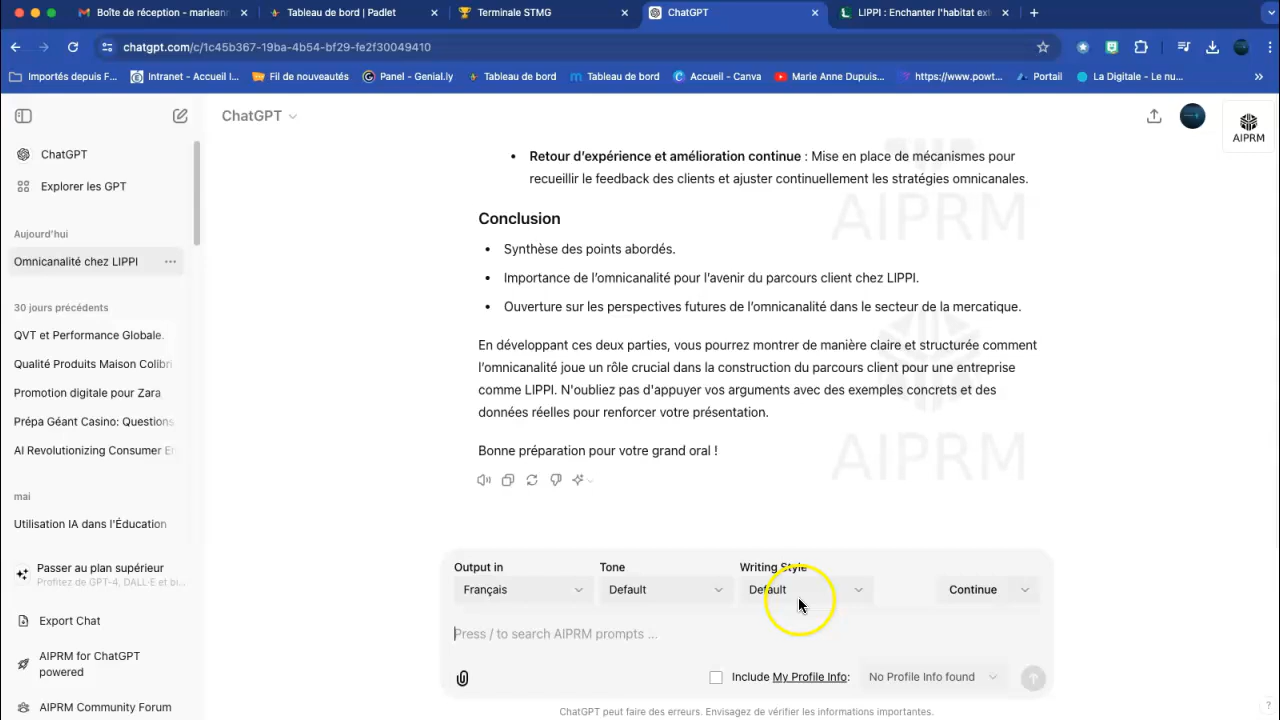 Boîte de réception - mariean
Tableau de bord | Padlet
Terminale STMG
ChatGPT
LIPPI : Enchanter l'habitat ext
chatgpt.com/c/1c45b367-19ba-4b54-bf29-fe2f30049410
Importés depuis F...
Intranet - Accueil I...
Fil de nouveautés
Panel - Genial.ly
Tableau de bord
Tableau de bord
Accueil - Canva
Marie Anne Dupuis...
https://www.powt...
Portail
La Digitale - Le nu...
»
ChatGPT
AIPRM
ChatGPT
Explorer les GPT
Aujourd'hui
Omnicanalité chez LIPPI
30 jours précédents
QVT et Performance Globale.
Qualité Produits Maison Colibri
Promotion digitale pour Zara
Prépa Géant Casino: Questions
AI Revolutionizing Consumer E
mai
Utilisation IA dans l'Éducation
Passer au plan supérieur
Profitez de GPT-4, DALL·E et bi...
Export Chat
AIPRM for ChatGPT
powered
AIPRM Community Forum
• Retour d'expérience et amélioration continue : Mise en place de mécanismes pour
recueillir le feedback des clients et ajuster continuellement les stratégies omnicanales.
AIPRM
Conclusion
• Synthèse des points abordés.
• Importance de l'omnicanalité pour l'avenir du parcours client chez LIPPI.
• Ouverture sur les perspectives futures de l'omnicanalité dans le secteur de la mercatique.
En développant ces deux parties, vous pourrez montrer de manière claire et structurée comment
l'omnicanalité joue un rôle crucial dans la construction du parcours client pour une entreprise
comme LIPPI. N'oubliez pas d'appuyer vos arguments avec des exemples concrets et des
données réelles pour renforcer votre présentation.
Bonne préparation pour votre grand oral !
AIPRM
Output in
Tone
Writing Style
Français
Default
Default
Continue
Press / to search AIPRM prompts ...
Include My Profile Info:
No Profile Info found
ChatGPT peut faire des erreurs. Envisagez de vérifier les informations importantes.
?